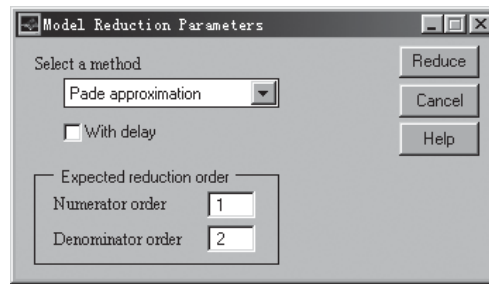 Model Reduction Parameters
Select a method
Pade approximation
With delay
Expected reduction order
Numerator order 1
Denominator order 2
Reduce
Cancel
Help